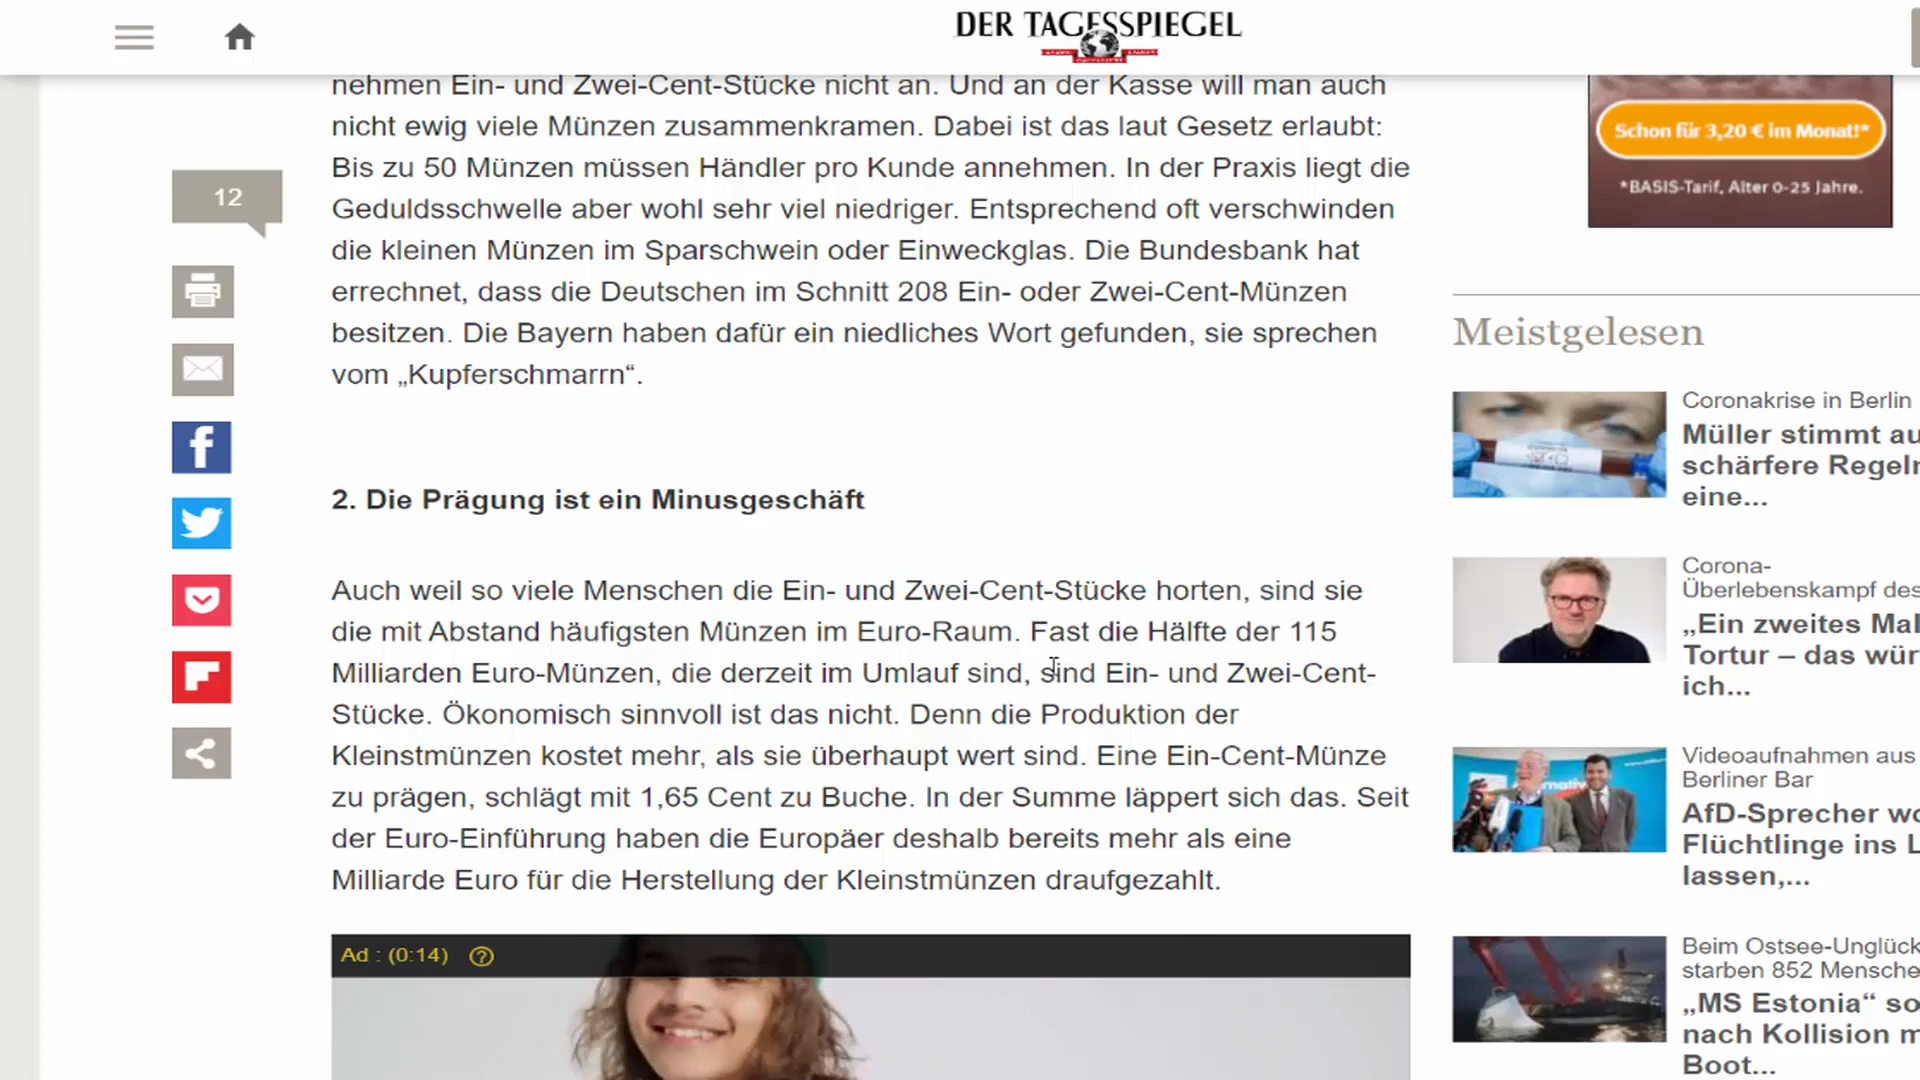 DER TAGESSPIEGEL
nehmen Ein- und Zwei-Cent-Stücke nicht an. Und an der Kasse will man auch
nicht ewig viele Münzen zusammenkramen. Dabei ist das laut Gesetz erlaubt:
Bis zu 50 Münzen müssen Händler pro Kunde annehmen. In der Praxis liegt die
Geduldsschwelle aber wohl sehr viel niedriger. Entsprechend oft verschwinden
die kleinen Münzen im Sparschwein oder Einweckglas. Die Bundesbank hat
errechnet, dass die Deutschen im Schnitt 208 Ein- oder Zwei-Cent-Münzen
besitzen. Die Bayern haben dafür ein niedliches Wort gefunden, sie sprechen
vom „Kupferschmarrn“.
12
2. Die Prägung ist ein Minusgeschäft
Auch weil so viele Menschen die Ein- und Zwei-Cent-Stücke horten, sind sie
die mit Abstand häufigsten Münzen im Euro-Raum. Fast die Hälfte der 115
Milliarden Euro-Münzen, die derzeit im Umlauf sind, sind Ein- und Zwei-Cent-
Stücke. Ökonomisch sinnvoll ist das nicht. Denn die Produktion der
Kleinstmünzen kostet mehr, als sie überhaupt wert sind. Eine Ein-Cent-Münze
zu prägen, schlägt mit 1,65 Cent zu Buche. In der Summe läppert sich das. Seit
der Euro-Einführung haben die Europäer deshalb bereits mehr als eine
Milliarde Euro für die Herstellung der Kleinstmünzen draufgezahlt.
Ad : (0:14)
Schon für 3,20 € im Monat!*
*BASIS-Tarif, Alter 0-25 Jahre.
Meistgelesen
Coronakrise in Berlin
Müller stimmt au
schärfere Regeln
eine...
Corona-
Überlebenskampf des
„Ein zweites Mal
Tortur – das wür
ich...
Videoaufnahmen aus
Berliner Bar
AfD-Sprecher wo
Flüchtlinge ins L
lassen,...
Beim Ostsee-Unglück
starben 852 Mensche
„MS Estonia“ so
nach Kollision m
Boot...